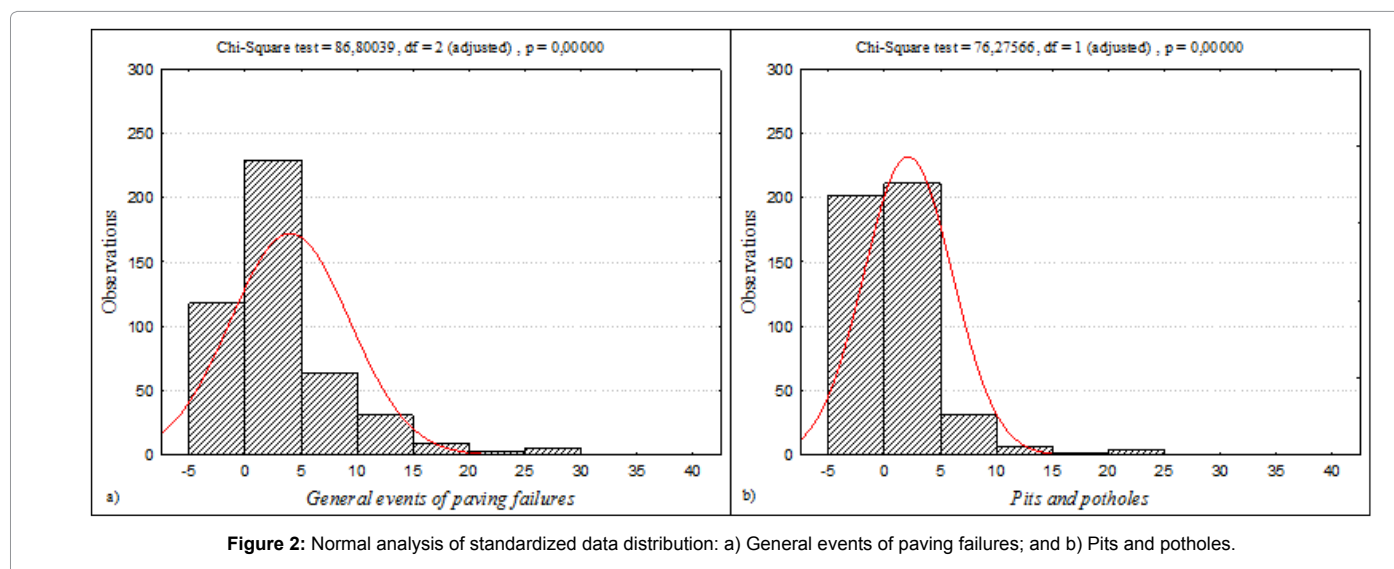 Chi-Square test = 86,80039, df = 2 (adjusted) , p = 0,00000
300
250
200
150
100
50
0
Observations
-5 0 5 10 15 20 25 30 35 40
a)
General events of paving failures
Chi-Square test = 76,27566, df = 1 (adjusted) , p = 0,00000
300
250
200
150
100
50
0
Observations
-5 0 5 10 15 20 25 30 35 40
b)
Pits and potholes
Figure 2: Normal analysis of standardized data distribution: a) General events of paving failures; and b) Pits and potholes.